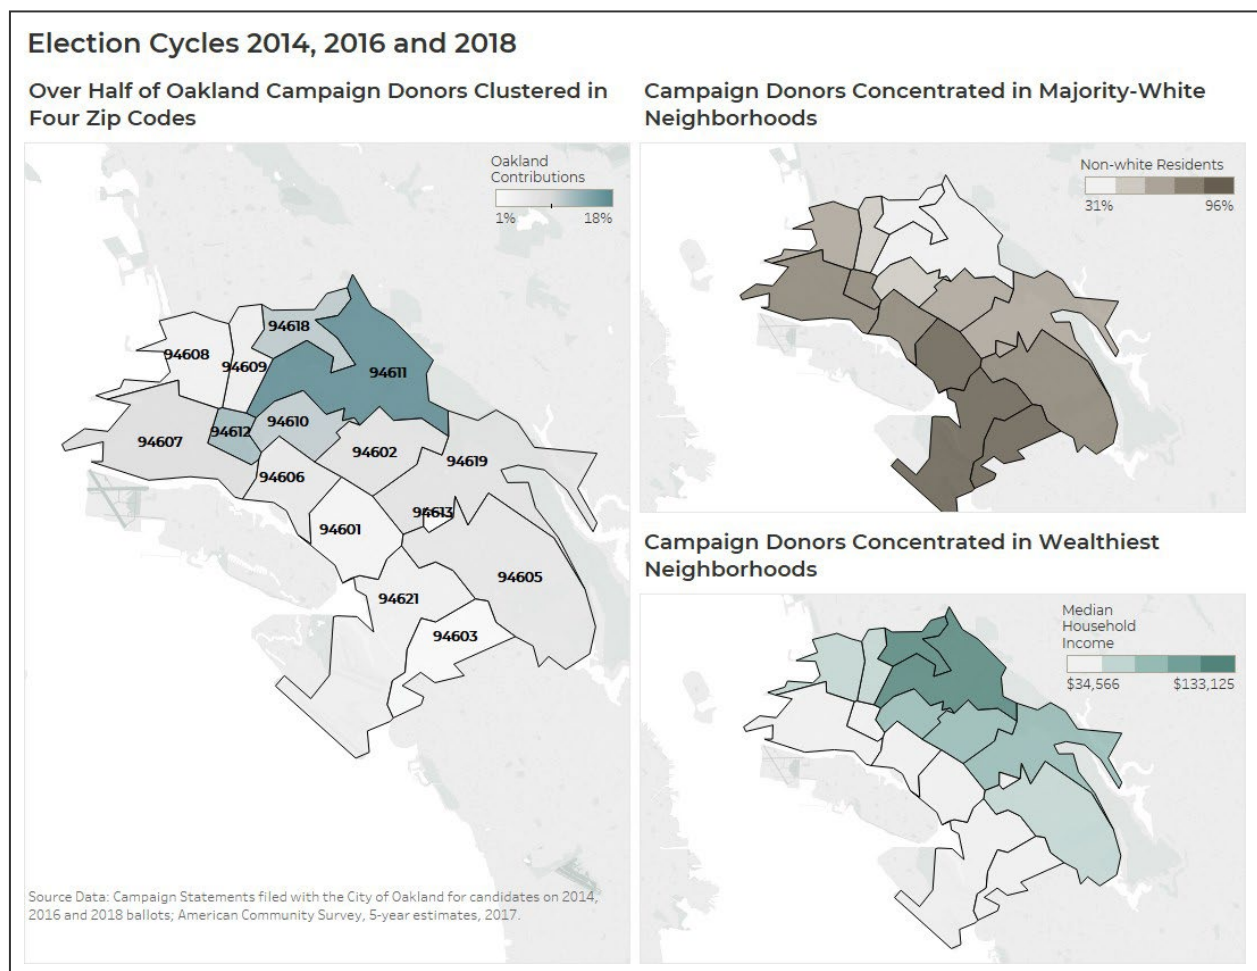 Election Cycles 2014, 2016 and 2018
Over Half of Oakland Campaign Donors Clustered in
Four Zip Codes
Oakland
Contributions
1%
18%
94618
94608
94609
94611
94610
94612
94607
94602
94619
94606
94613
94601
94605
94621
94603
Source Data: Campaign Statements filed with the City of Oakland for candidates on 2014,
2016 and 2018 ballots; American Community Survey, 5-year estimates, 2017.
Campaign Donors Concentrated in Majority-White
Neighborhoods
Non-white Residents
31%
96%
Campaign Donors Concentrated in Wealthiest
Neighborhoods
Median
Household
Income
$34,566
$133,125